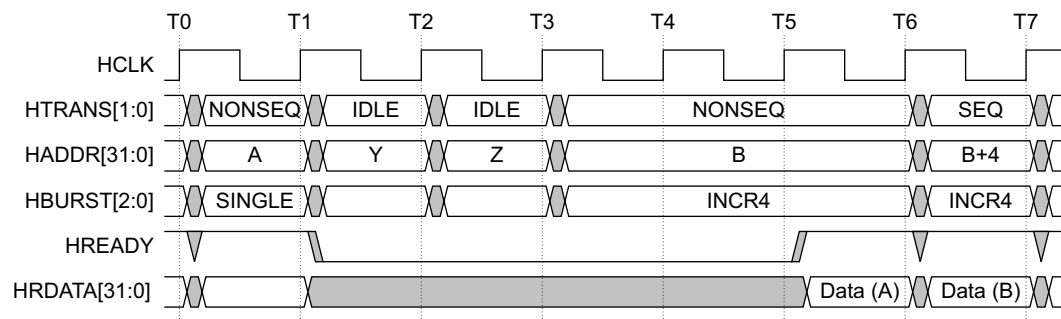 T0 T1 T2 T3 T4 T5 T6 T7
HCLK
HTRANS[1:0] NONSEQ IDLE IDLE NONSEQ SEQ
HADDR[31:0] A Y Z B B+4
HBURST[2:0] SINGLE INCR4 INCR4
HREADY
HRDATA[31:0] Data (A) Data (B)